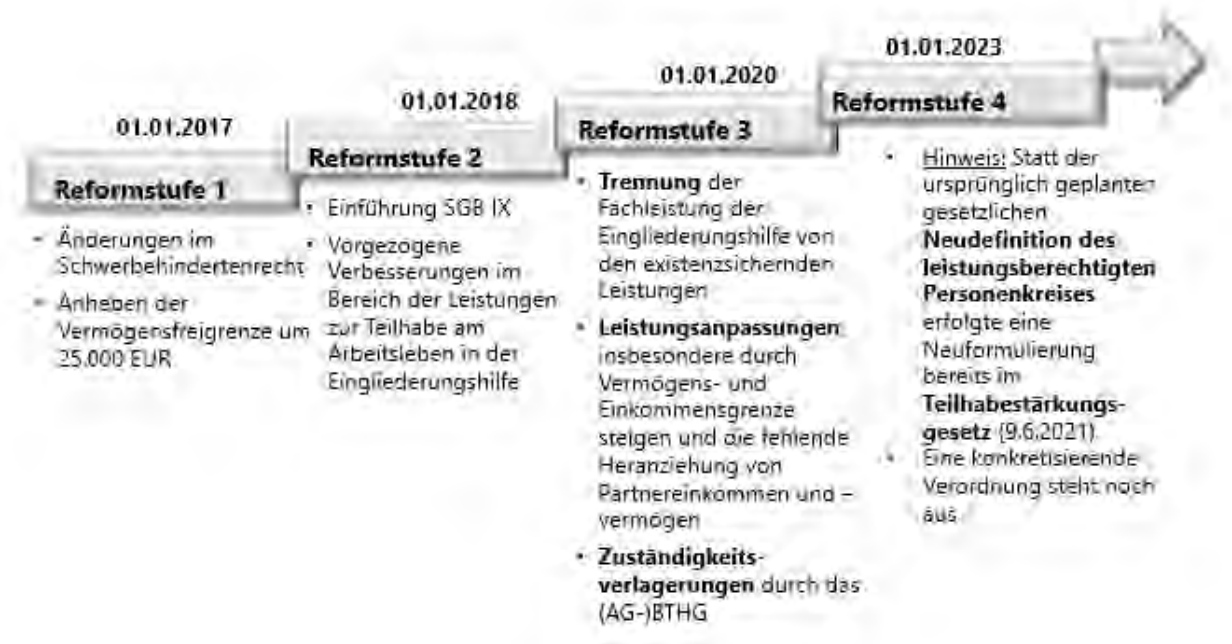 01.01.2017
Reformstufe 1
- Änderungen im
Schwerbehindertenrecht
- Anheben der
Vermögensfreigrenze um
25.000 EUR
01.01.2018
Reformstufe 2
• Einführung SGB IX
• Vorgezogene
Verbesserungen im
Bereich der Leistungen
zur Teilhabe am
Arbeitsleben in der
Eingliederungshilfe
01.01.2020
Reformstufe 3
• Trennung der
Fachleistung der
Eingliederungshilfe von
den existenzsichernden
Leistungen
• Leistungsanpassungen
insbesondere durch
Vermögens- und
Einkommensgrenze
steigen und die fehlende
Heranziehung von
Partnereinkommen und –
vermögen
• Zuständigkeits-
verlagerungen durch das
(AG-)BTHG
01.01.2023
Reformstufe 4
• Hinweis: Statt der
ursprünglich geplanten
gesetzlichen
Neudefinition des
leistungsberechtigten
Personenkreises
erfolgte eine
Neuformulierung
bereits im
Teilhabestärkungs-
gesetz (9.6.2021)
• Eine konkretisierende
Verordnung steht noch
aus